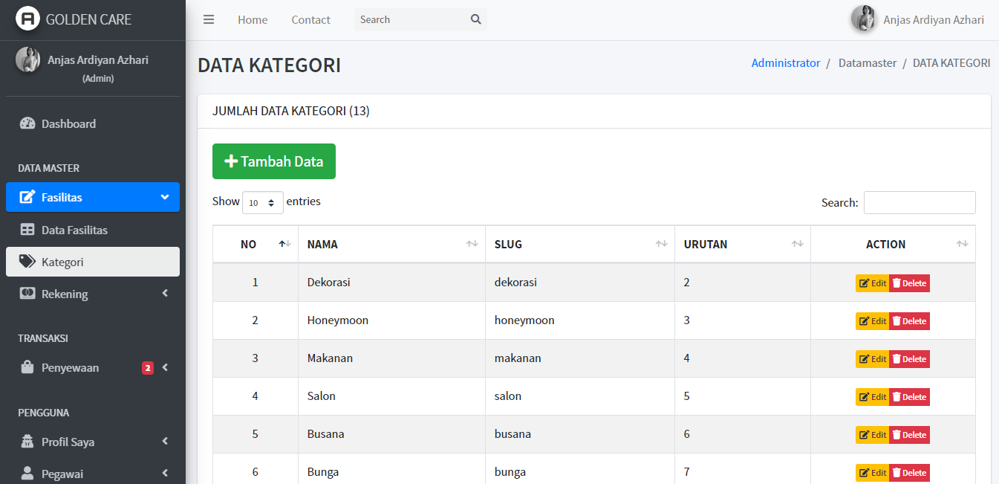 GOLDEN CARE
Anjas Ardiyan Azhari
(Admin)
Dashboard
DATA MASTER
Fasilitas
Data Fasilitas
Kategori
Rekening
TRANSAKSI
Penyewaan 2
PENGGUNA
Profil Saya
Pegawai
Home Contact Search Anjas Ardiyan Azhari
DATA KATEGORI
Administrator / Datamaster / DATA KATEGORI
JUMLAH DATA KATEGORI (13)
Tambah Data
Show 10 entries Search:
NO NAMA SLUG URUTAN ACTION
1 Dekorasi dekorasi 2 Edit Delete
2 Honeymoon honeymoon 3 Edit Delete
3 Makanan makanan 4 Edit Delete
4 Salon salon 5 Edit Delete
5 Busana busana 6 Edit Delete
6 Bunga bunga 7 Edit Delete